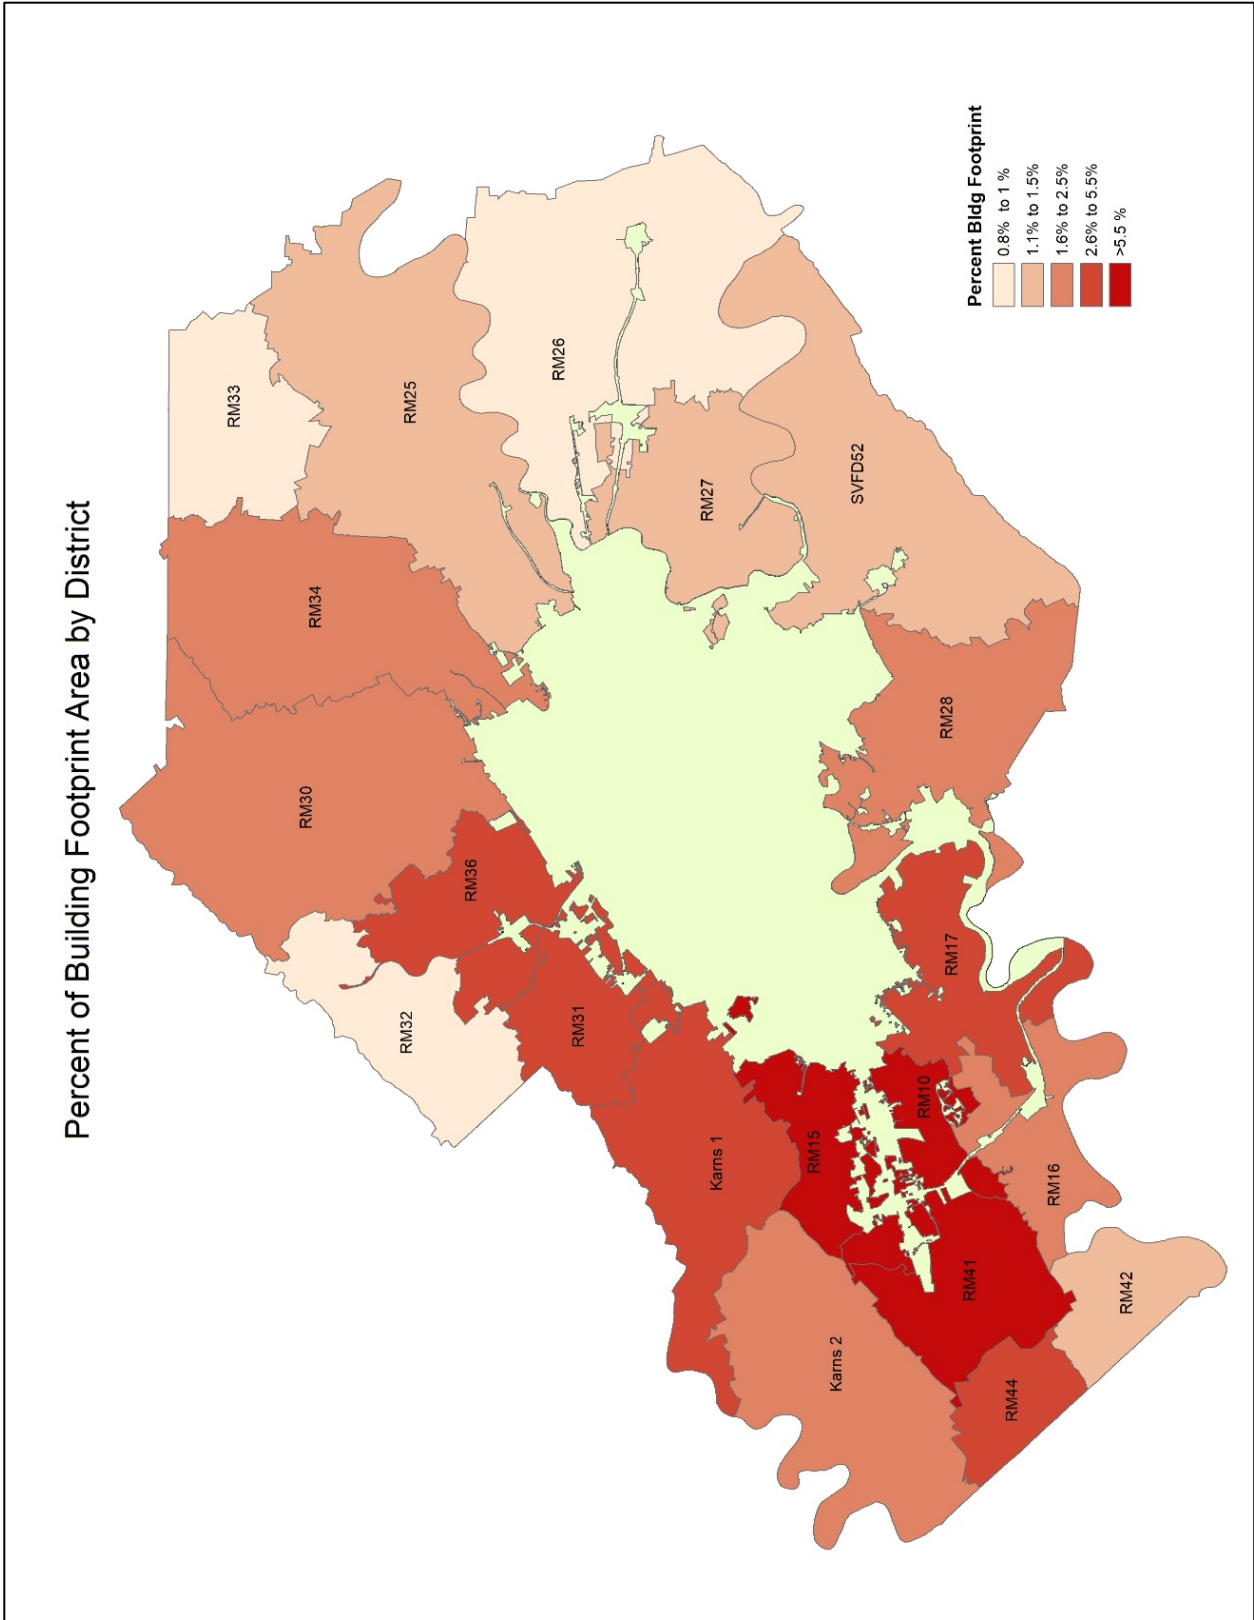 Percent of Building Footprint Area by District
RM32
RM31
RM36
RM30
RM34
RM33
RM25
RM26
RM27
SVFD52
RM28
RM17
RM10
RM15
Karns 1
Karns 2
RM41
RM16
RM42
RM44
Percent Bldg Footprint
0.8% to 1 %
1.1% to 1.5%
1.6% to 2.5%
2.6% to 5.5%
>5.5 %